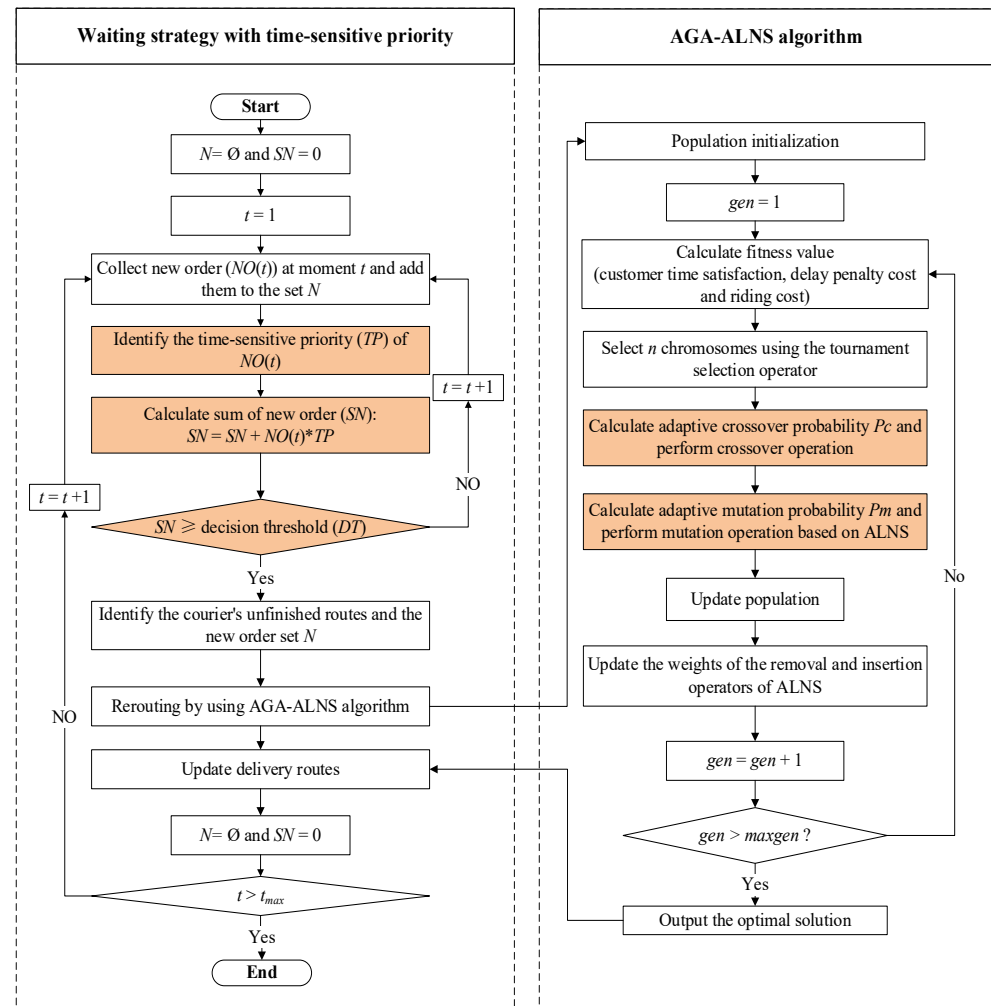 Waiting strategy with time-sensitive priority
Start
N= Ø and SN = 0
t = 1
Collect new order (NO(t)) at moment t and add
them to the set N
Identify the time-sensitive priority (TP) of
NO(t)
t = t +1
Calculate sum of new order (SN):
SN = SN + NO(t)*TP
NO
t = t +1
SN ≥ decision threshold (DT)
Yes
Identify the courier's unfinished routes and the
new order set N
NO
Rerouting by using AGA-ALNS algorithm
Update delivery routes
N= Ø and SN = 0
t > tmax
Yes
End
AGA-ALNS algorithm
Population initialization
gen = 1
Calculate fitness value
(customer time satisfaction, delay penalty cost
and riding cost)
Select n chromosomes using the tournament
selection operator
Calculate adaptive crossover probability Pc and
perform crossover operation
Calculate adaptive mutation probability Pm and
perform mutation operation based on ALNS
No
Update population
Update the weights of the removal and insertion
operators of ALNS
gen = gen + 1
gen > maxgen ?
Yes
Output the optimal solution